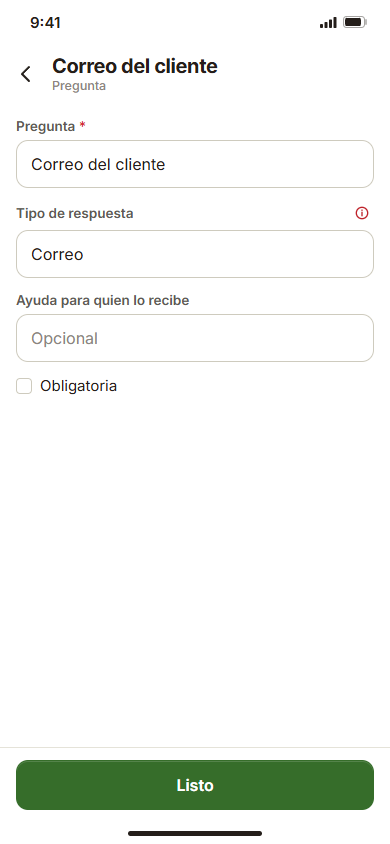 9:41
Correo del cliente
Pregunta
Pregunta *
Correo del cliente
Tipo de respuesta
Correo
Ayuda para quien lo recibe
Opcional
Obligatoria
Listo